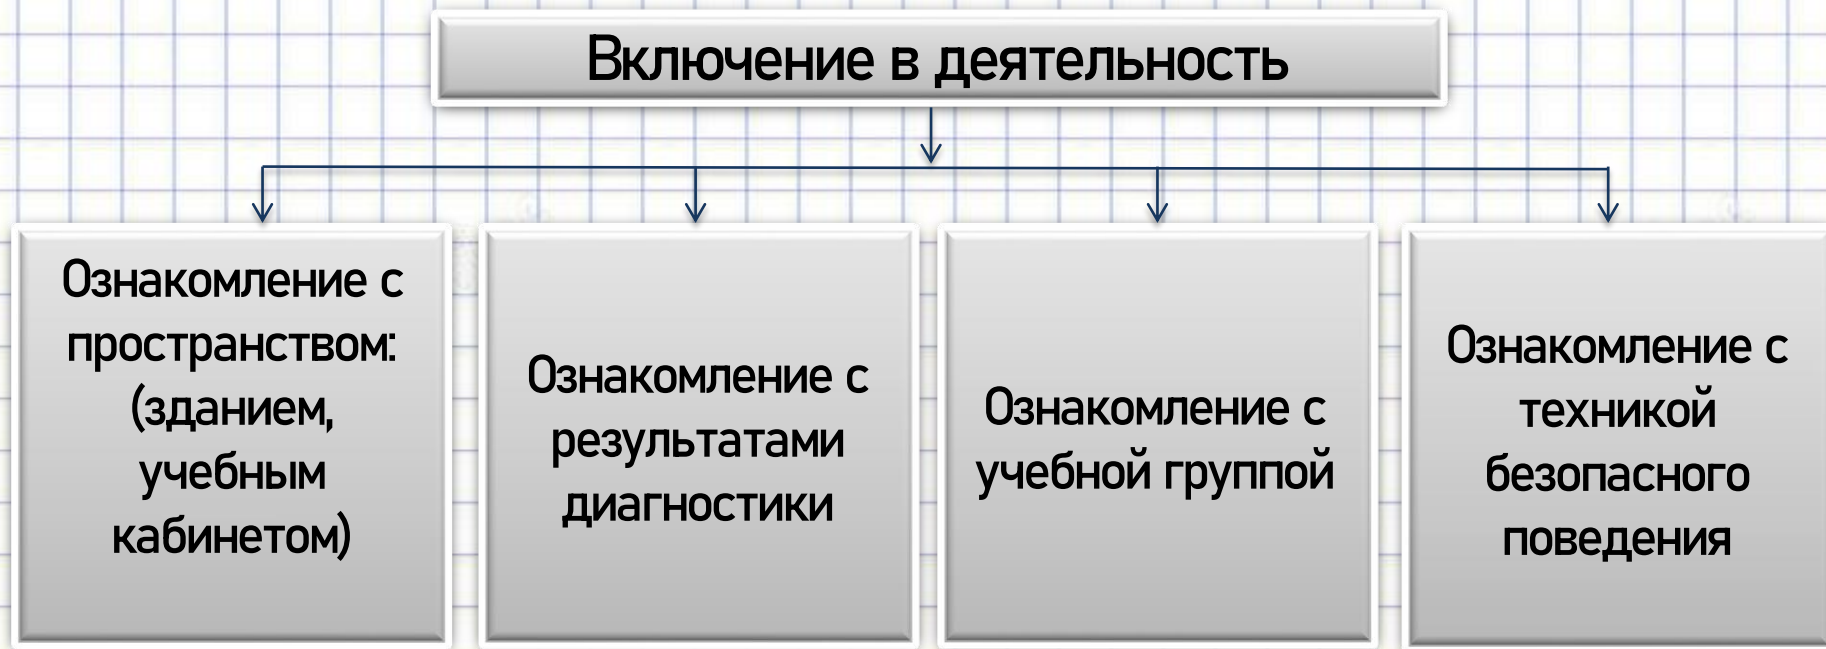 Включение в деятельность
Ознакомление с
пространством:
(зданием,
учебным
кабинетом)
Ознакомление с
результатами
диагностики
Ознакомление с
учебной группой
Ознакомление с
техникой
безопасного
поведения